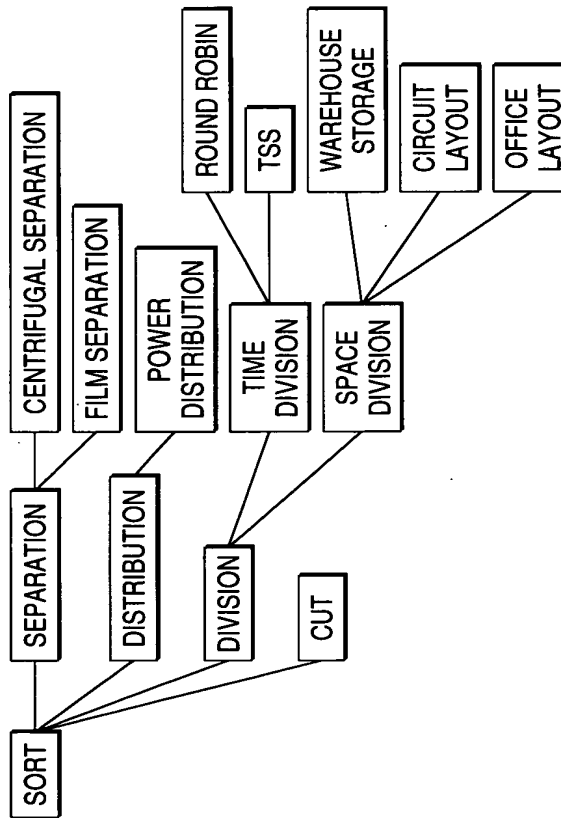 SORT
SEPARATION
CENTRIFUGAL SEPARATION
FILM SEPARATION
DISTRIBUTION
POWER
DISTRIBUTION
DIVISION
TIME
DIVISION
ROUND ROBIN
TSS
SPACE
DIVISION
WAREHOUSE
STORAGE
CIRCUIT
LAYOUT
OFFICE
LAYOUT
CUT